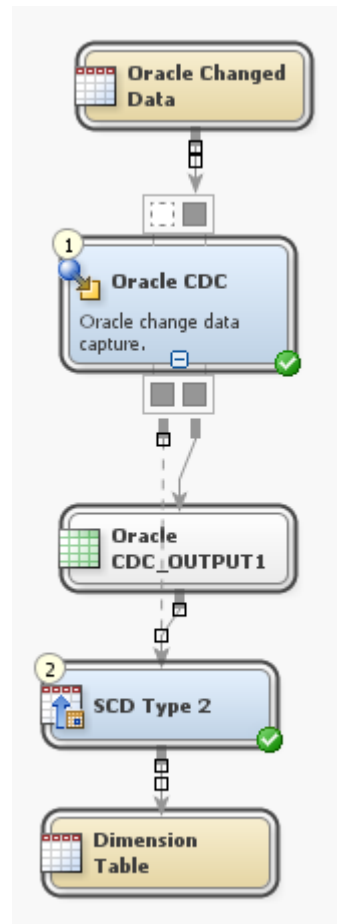 Oracle Changed
Data
1
Oracle CDC
Oracle change data
capture.
Oracle
CDC_OUTPUT1
2
SCD Type 2
Dimension
Table